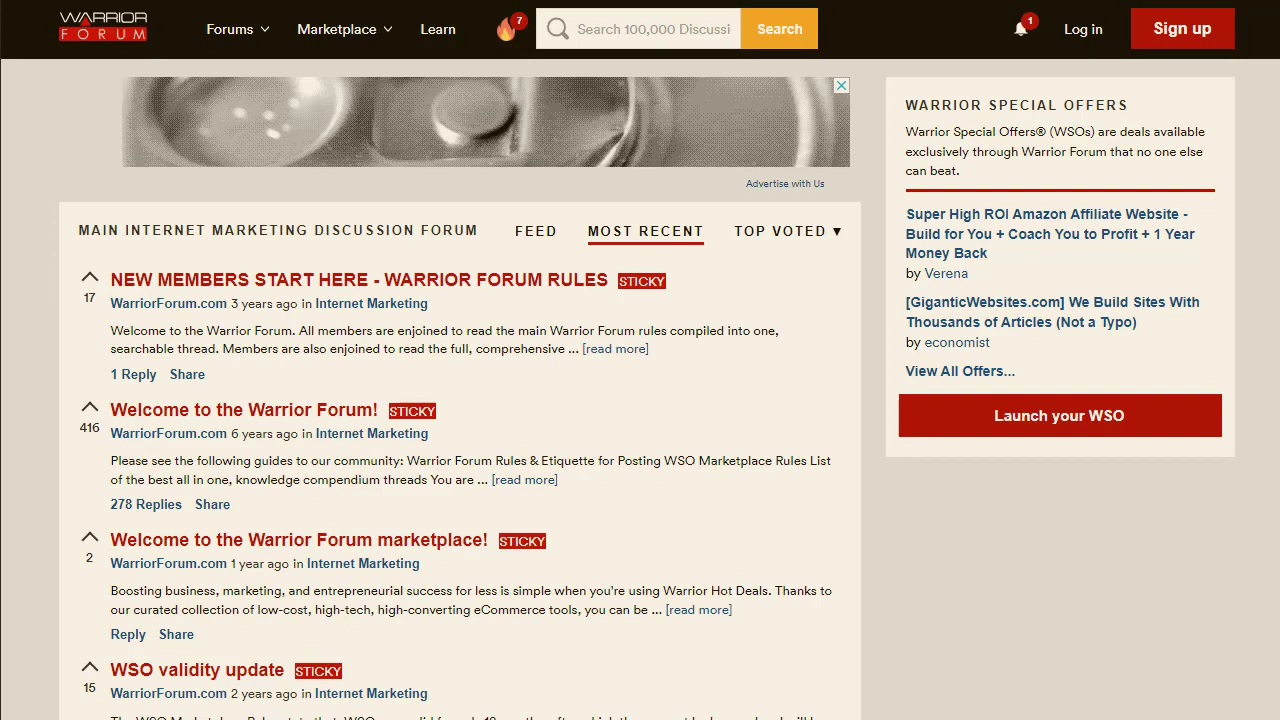 WARRIOR
FORUM
Forums
Marketplace
Learn
7
Search 100,000 Discussi
Search
1
Log in
Sign up
Advertise with Us
MAIN INTERNET MARKETING DISCUSSION FORUM
FEED
MOST RECENT
TOP VOTED ▼
17
NEW MEMBERS START HERE - WARRIOR FORUM RULES STICKY
WarriorForum.com 3 years ago in Internet Marketing
Welcome to the Warrior Forum. All members are enjoined to read the main Warrior Forum rules compiled into one,
searchable thread. Members are also enjoined to read the full, comprehensive ... [read more]
1 Reply Share
416
Welcome to the Warrior Forum! STICKY
WarriorForum.com 6 years ago in Internet Marketing
Please see the following guides to our community: Warrior Forum Rules & Etiquette for Posting WSO Marketplace Rules List
of the best all in one, knowledge compendium threads You are ... [read more]
278 Replies Share
2
Welcome to the Warrior Forum marketplace! STICKY
WarriorForum.com 1 year ago in Internet Marketing
Boosting business, marketing, and entrepreneurial success for less is simple when you're using Warrior Hot Deals. Thanks to
our curated collection of low-cost, high-tech, high-converting eCommerce tools, you can be ... [read more]
Reply Share
15
WSO validity update STICKY
WarriorForum.com 2 years ago in Internet Marketing
WARRIOR SPECIAL OFFERS
Warrior Special Offers® (WSOs) are deals available
exclusively through Warrior Forum that no one else
can beat.
Super High ROI Amazon Affiliate Website -
Build for You + Coach You to Profit + 1 Year
Money Back
by Verena
[GiganticWebsites.com] We Build Sites With
Thousands of Articles (Not a Typo)
by economist
View All Offers...
Launch your WSO